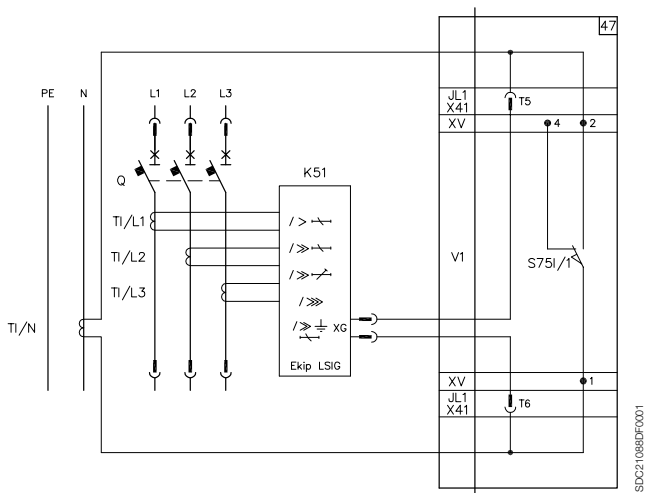 47
PE N L1 L2 L3
JL1
X41
T5
XV
4
2
K51
Q
TI/L1
TI/L2
TI/L3
TI/N
/ >
/ >>
/ >>
/ >>>
/ >>
XG
Ekip LSIG
V1
S75I/1
XV
1
JL1
X41
T6
SDC21088DF0001